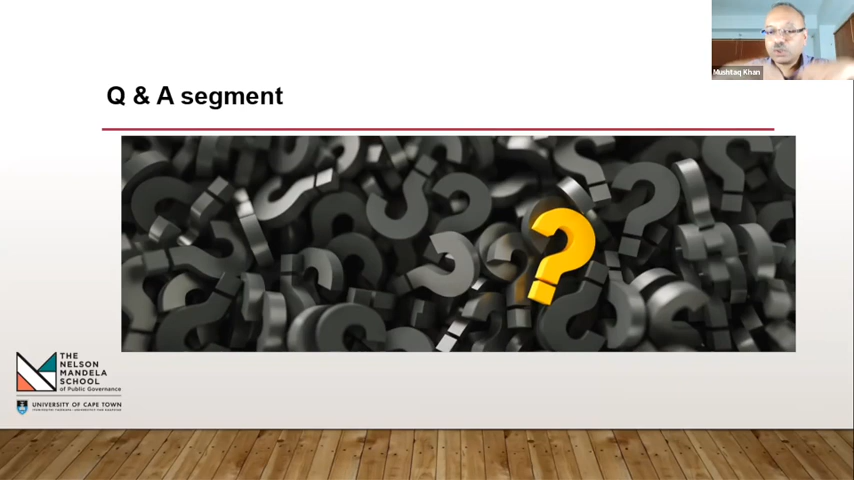 Mushtaq Khan
Q & A segment
THE
NELSON
MANDELA
SCHOOL
of Public Governance
UNIVERSITY OF CAPE TOWN